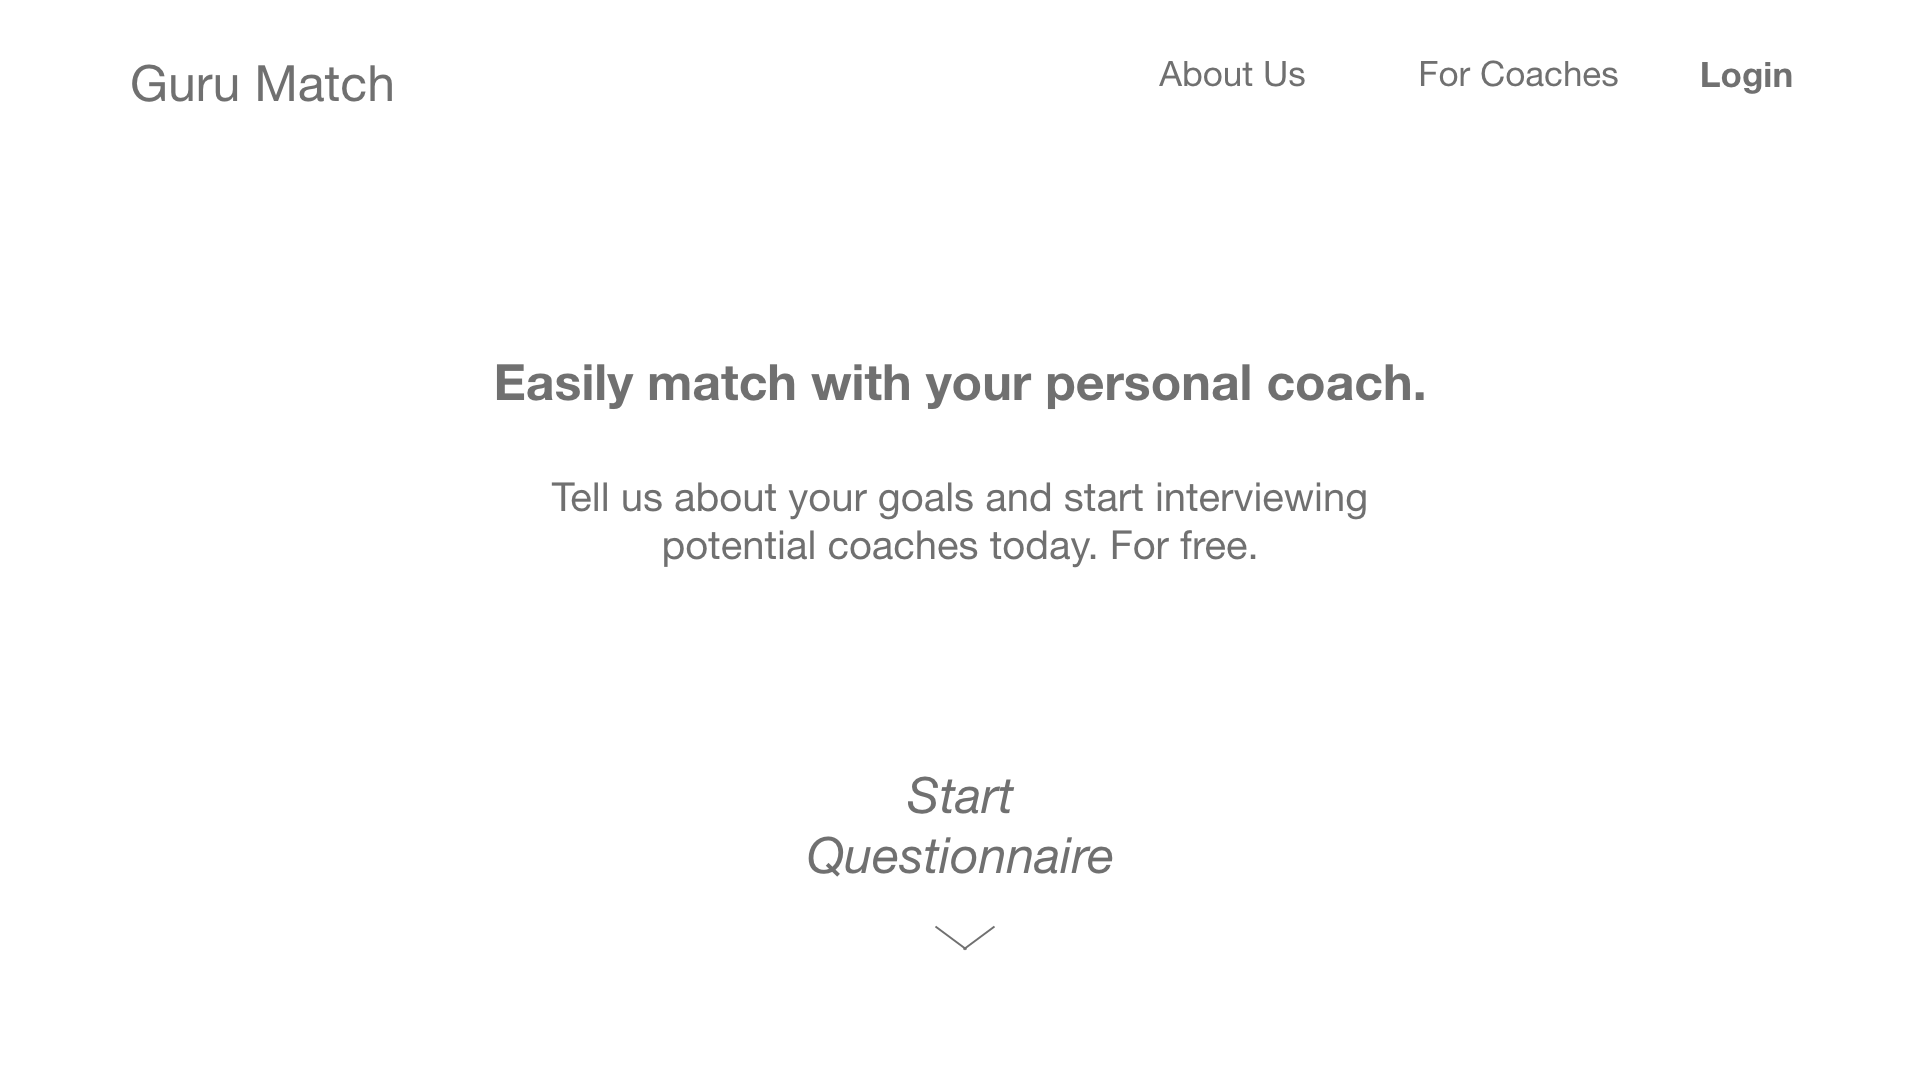 Guru Match
About Us
For Coaches
Login
Easily match with your personal coach.
Tell us about your goals and start interviewing
potential coaches today. For free.
Start
Questionnaire